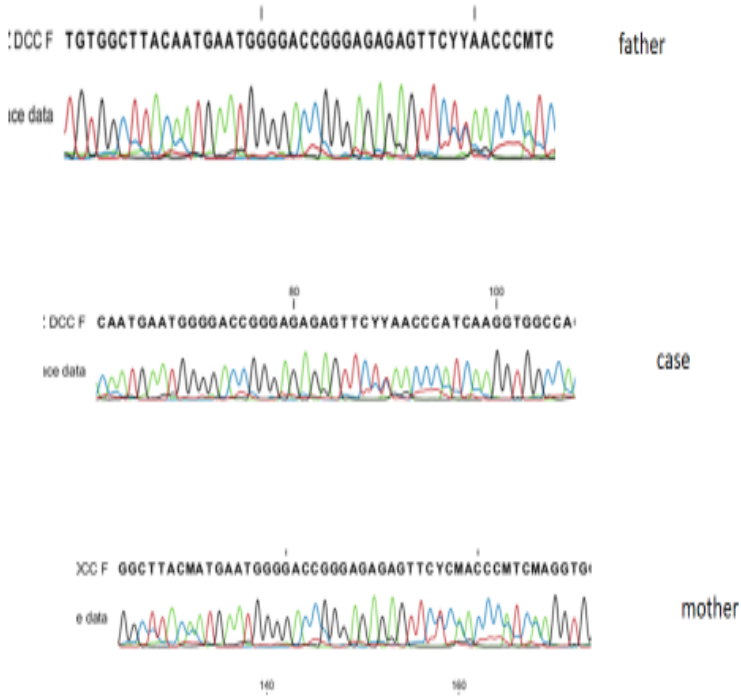 DCC F TGTGGCTTACAATGAATGGGGACCGGGAGAGAGTTCYYAACCCMTC
father
ace data
80 100
DCC F CAATGAATGGGGACCGGGAGAGAGTTCYYAACCCATCAAGGTGGCCA
case
ace data
DCC F GGCTTACMATGAATGGGGACCGGGAGAGAGTTCYCMACCCMTCMAGGTG
mother
e data
140 160